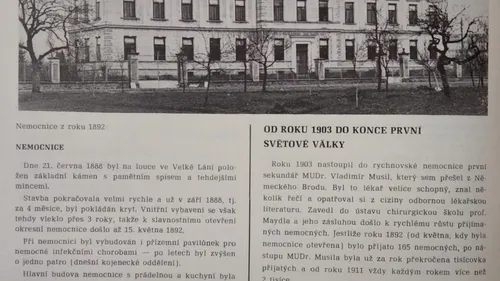 Nemocnice z roku 1892
NEMOCNICE
Dne 21. června 1888 byl na louce ve Velké Láni polo-
žen základní kámen s pamětním spisem a tehdejšími
mincemi.
Stavba pokračovala velmi rychle a už v září 1888, tj.
za 4 měsíce, byl pokládán kryt. Vnitřní vybavení se však
tehdy vleklo přes 3 roky, takže k slavnostnímu otevření
okresní nemocnice došlo až 15. května 1892.
Při nemocnici byl vybudován i přízemní pavilónek pro
nemocné infekčními chorobami — po letech byl zvýšen
o jedno patro (dnešní kojenecké oddělení).
Hlavní budova nemocnice s prádelnou a kuchyní byla
OD ROKU 1903 DO KONCE PRVNÍ
SVĚTOVÉ VÁLKY
Roku 1903 nastoupil do rychnovské nemocnice první
sekundář MUDr. Vladimír Musil, který sem přešel z Ně-
meckého Brodu. Byl to lékař velice schopný, znal ně-
kolik řečí a opatřoval si z ciziny odbornou lékařskou
literaturu. Zavedl do ústavu chirurgickou školu prof.
Maydla a jeho zásluhou došlo k rychlému růstu přijíma-
ných nemocných. Jestliže roku 1892 (od května, kdy byla
nemocnice otevřena) bylo přijato 185 nemocných, po ná-
stupu MUDr. Musila byla už za rok překročena tisícovka
přijatých a od roku 1911 vždy každým rokem více než
2 tisíce.